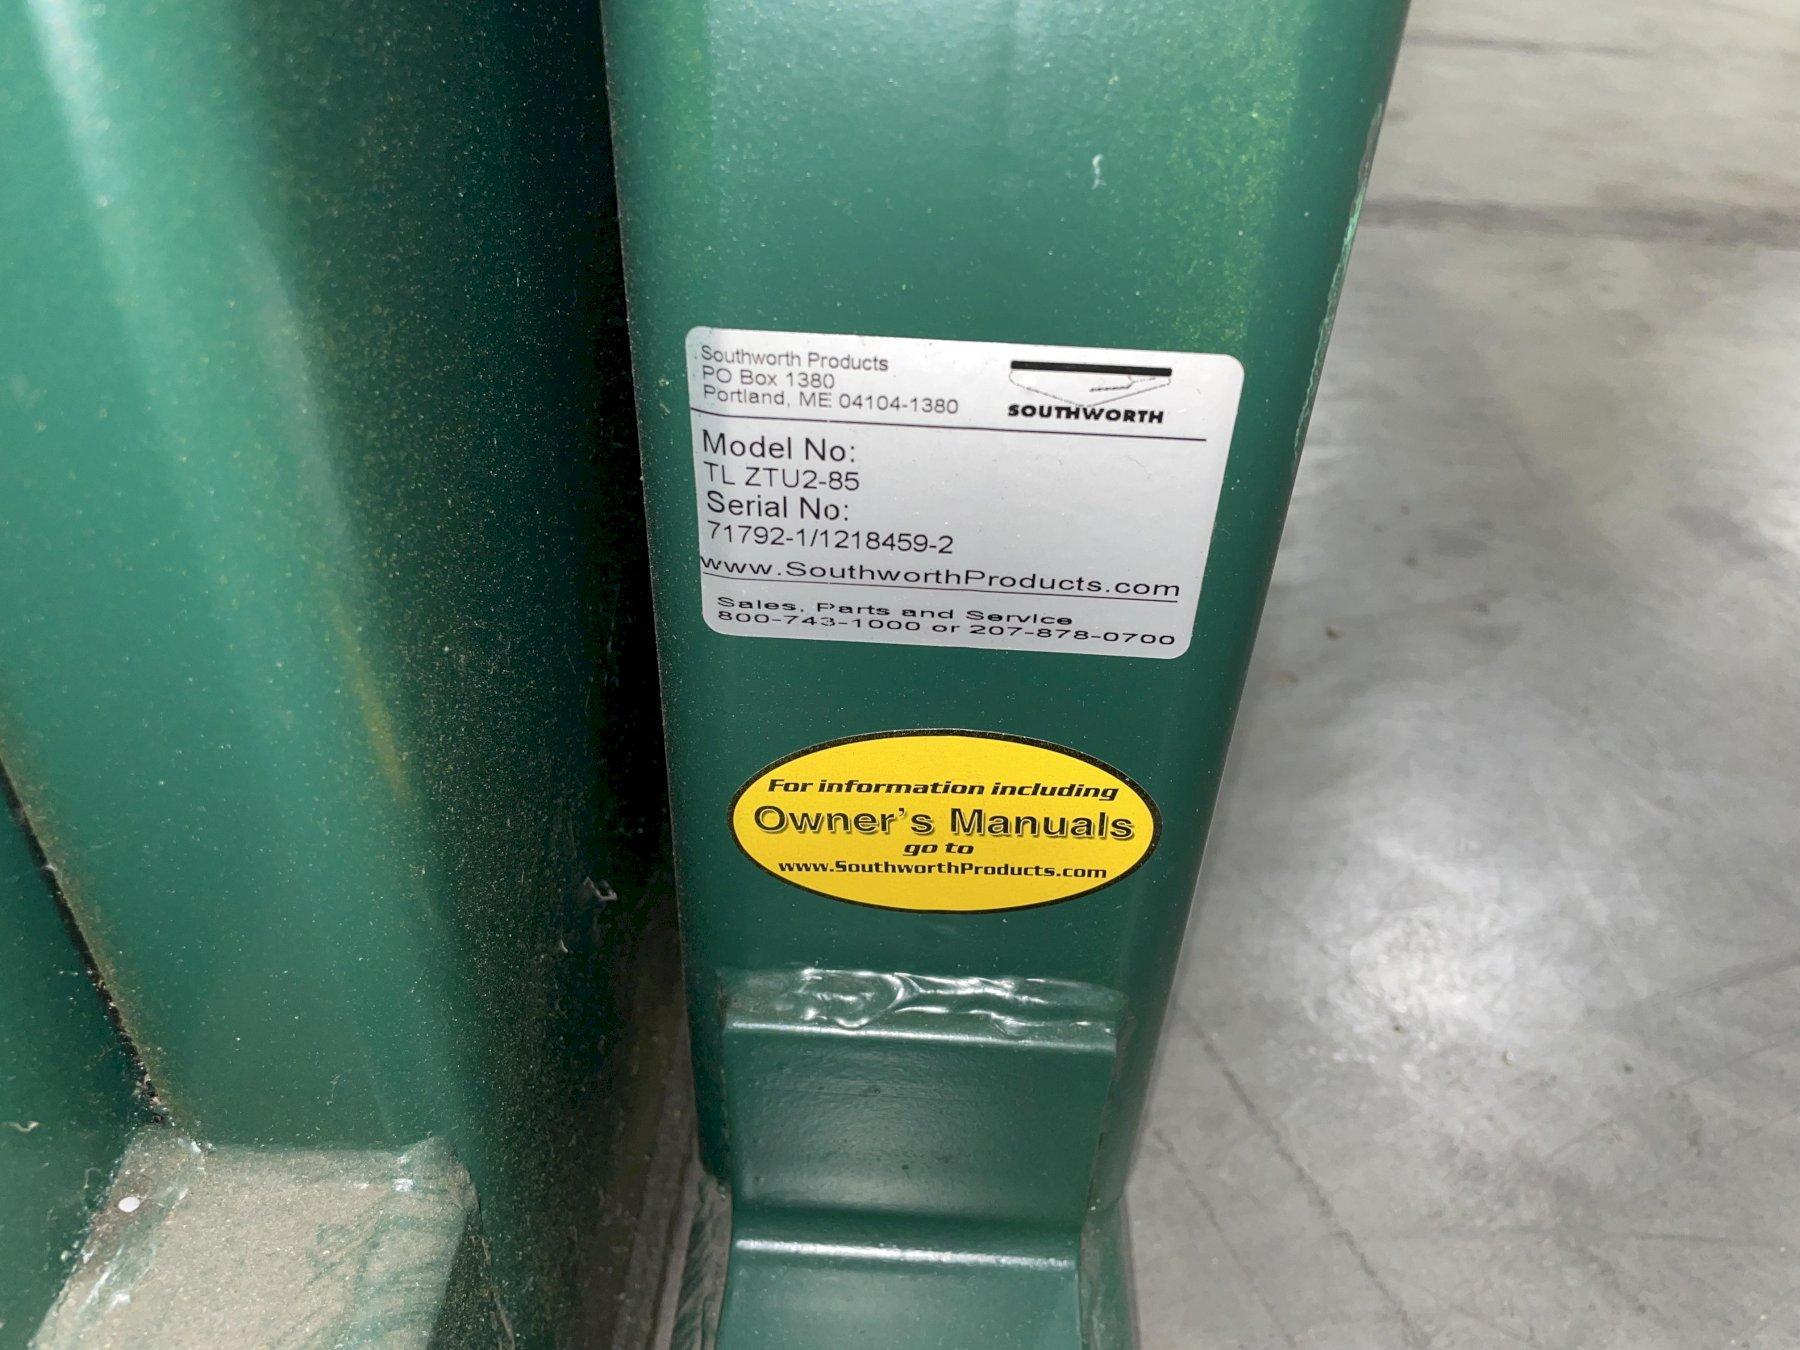 Southworth Products
PO Box 1380
Portland, ME 04104-1380
SOUTHWORTH
Model No:
TL ZTU2-85
Serial No:
71792-1/1218459-2
www.SouthworthProducts.com
Sales, Parts and Service
800-743-1000 or 207-878-0700
For information including
Owner's Manuals
go to
www.SouthworthProducts.com